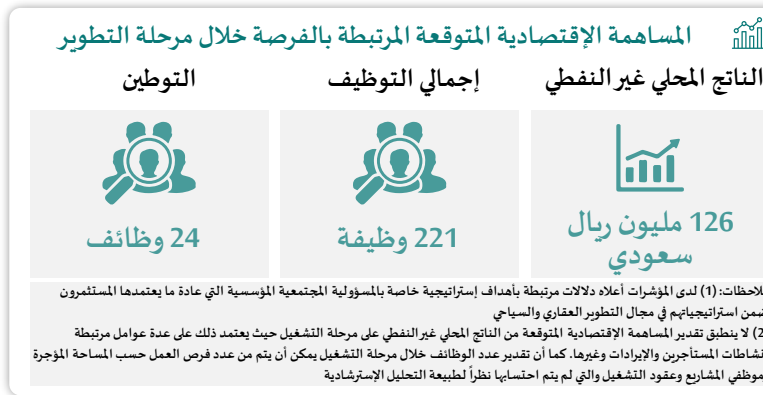 المساهمة الإقتصادية المتوقعة المرتبطة بالفرصة خلال مرحلة التطوير
الناتج المحلي غير النفطي
إجمالي التوظيف
التوطين
126 مليون ريال
سعودي
221 وظيفة
24 وظائف
لاحظات: (1) لدى المؤشرات أعلاه دلالات مرتبطة بأهداف إستراتيجية خاصة بالمسؤولية المجتمعية المؤسسية التي عادة ما يعتمدها المستثمرون
ضمن استراتيجياتهم في مجال التطوير العقاري والسياحي
2) لا ينطبق تقدير المساهمة الإقتصادية المتوقعة من الناتج المحلي غير النفطي على مرحلة التشغيل حيث يعتمد ذلك على عدة عوامل مرتبطة
نشاطات المستأجرين والإيرادات وغيرها. كما أن تقدير عدد الوظائف خلال مرحلة التشغيل يمكن أن يتم من عدد فرص العمل حسب المساحة المؤجرة
موظفي المشاريع وعقود التشغيل والتي لم يتم احتسابها نظراً لطبيعة التحليل الإسترشادية